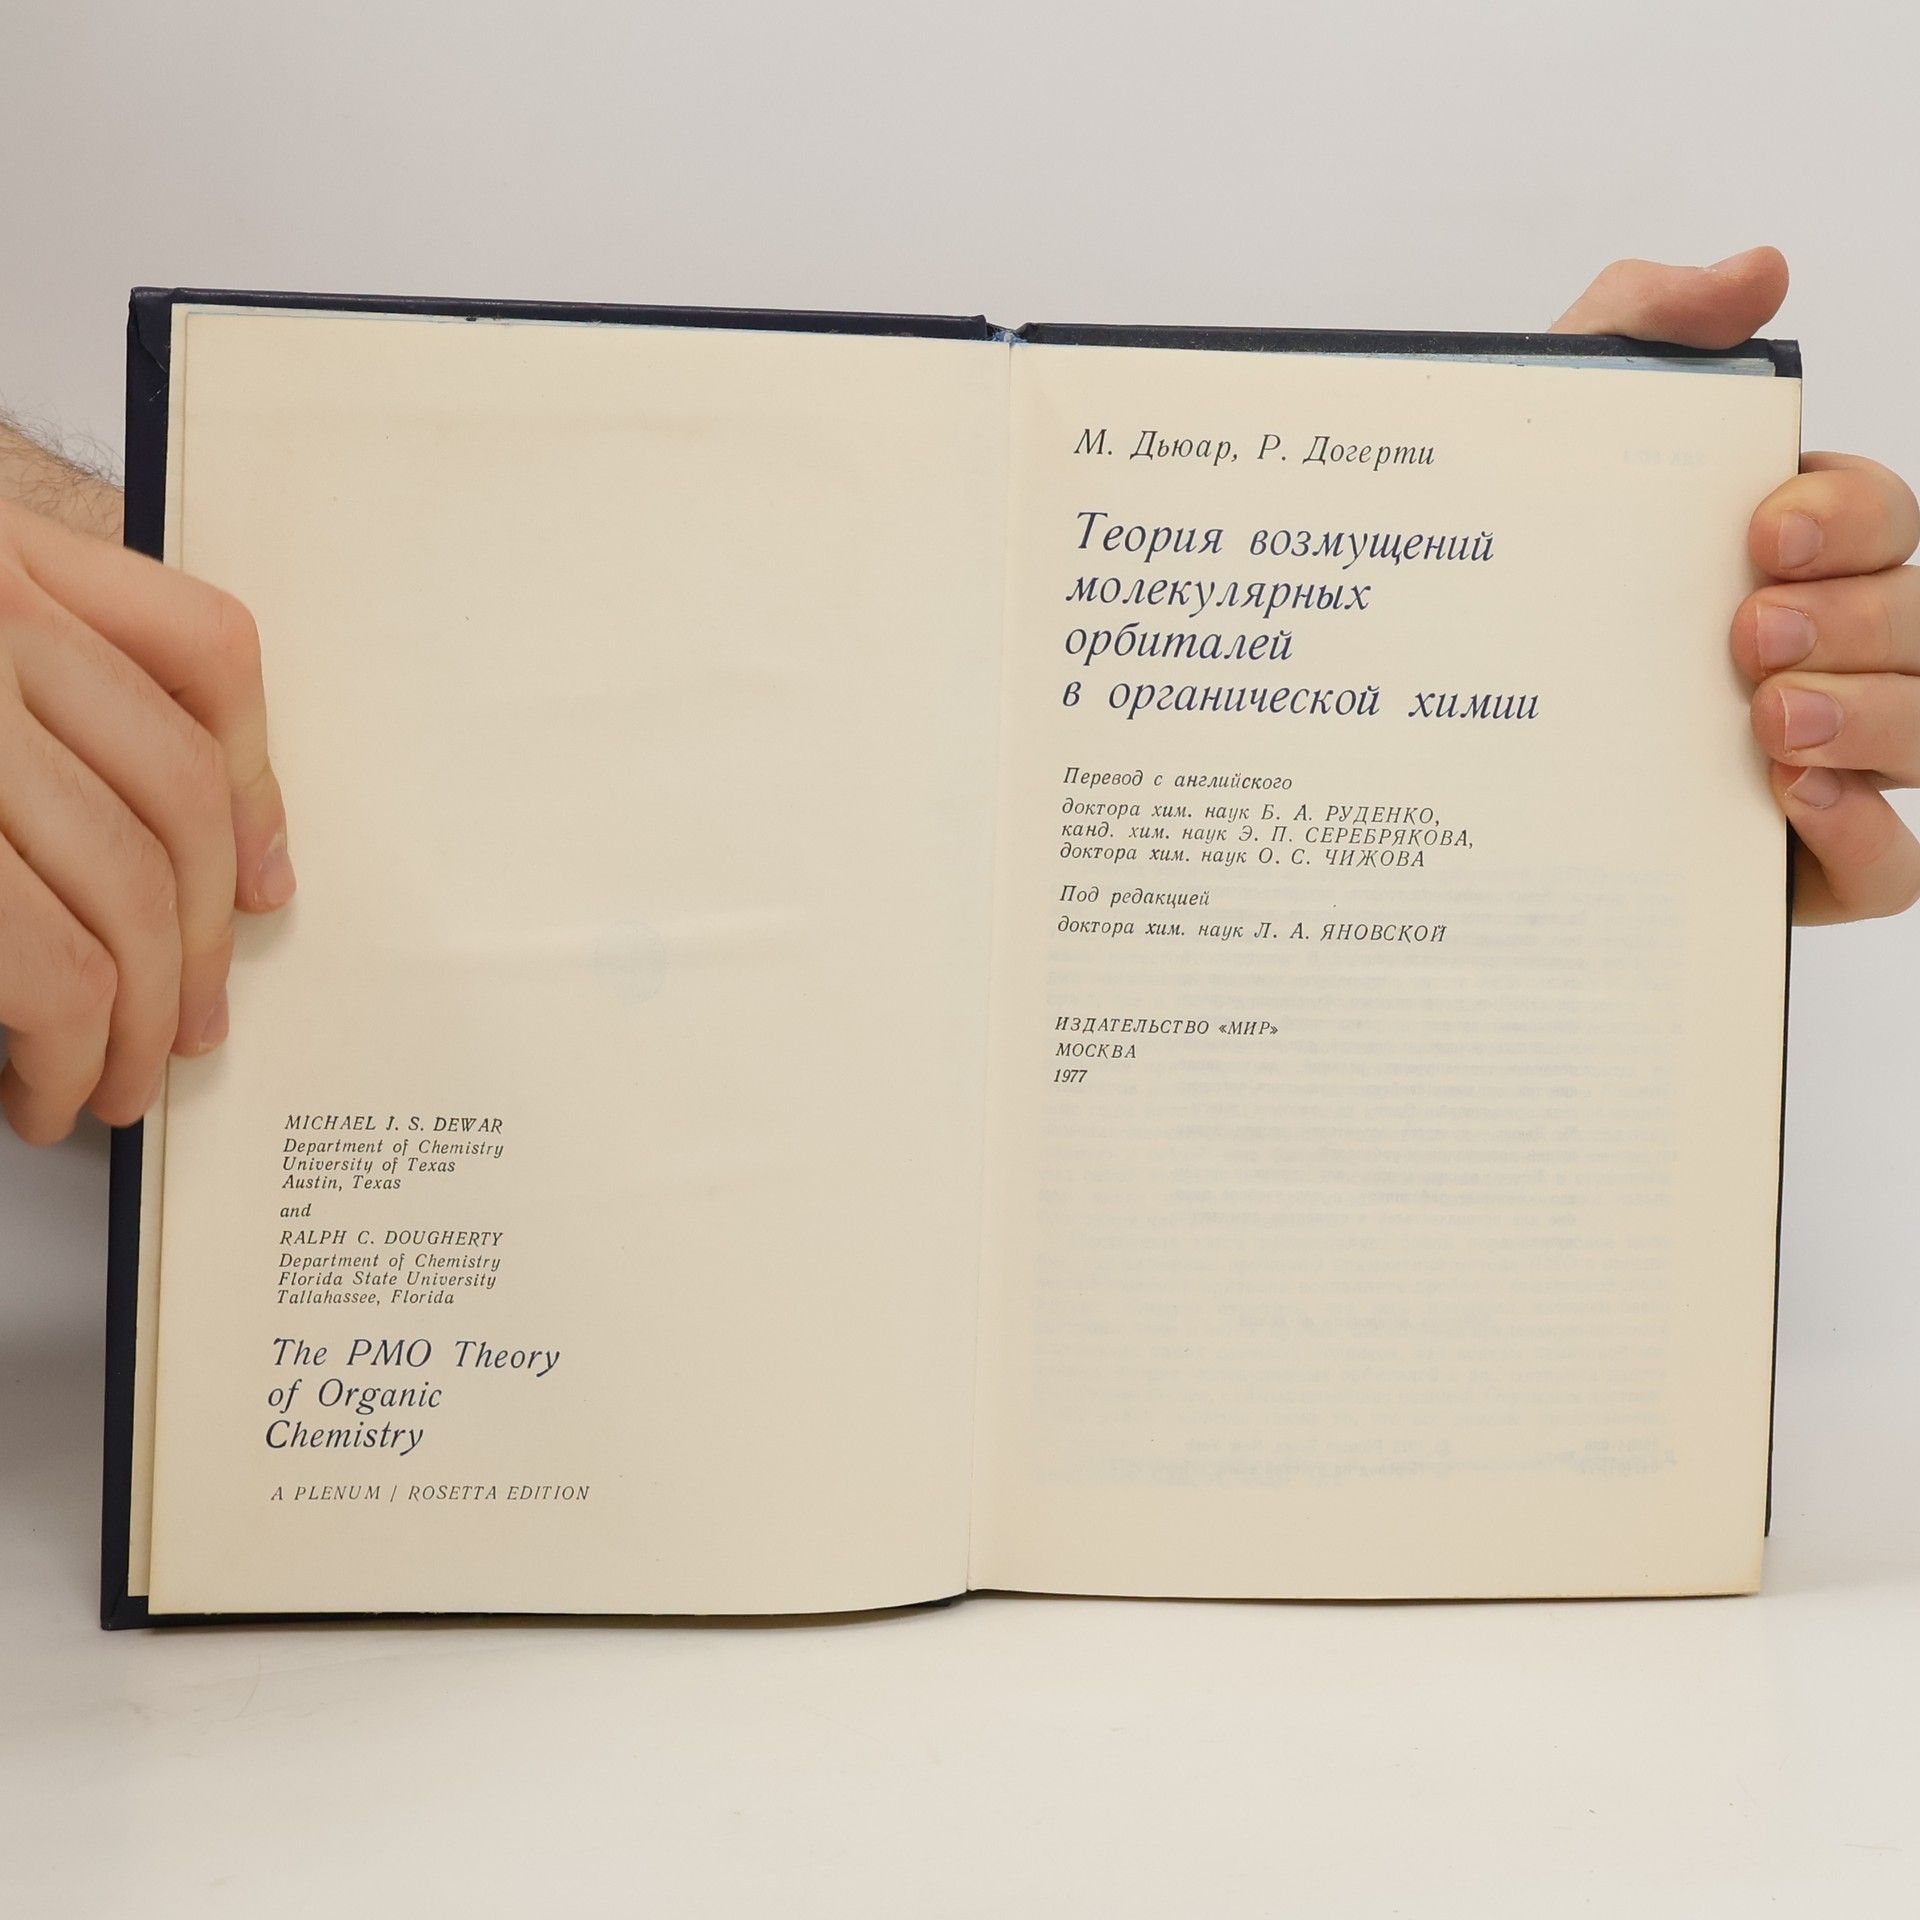 MICHAEL J. S. DEWAR
Department of Chemistry
University of Texas
Austin, Texas
and
RALPH C. DOUGHERTY
Department of Chemistry
Florida State University
Tallahassee, Florida
The PMO Theory
of Organic
Chemistry
A PLENUM / ROSETTA EDITION
М. Дьюар, Р. Догерти
Теория возмущений
молекулярных
орбиталей
в органической химии
Перевод с английского
доктора хим. наук Б. А. РУДЕНКО,
канд. хим. наук Э. П. СЕРЕБРЯКОВА,
доктора хим. наук О. С. ЧИЖОВА
Под редакцией
доктора хим. наук Л. А. ЯНОВСКОЙ
ИЗДАТЕЛЬСТВО «МИР»
МОСКВА
1977